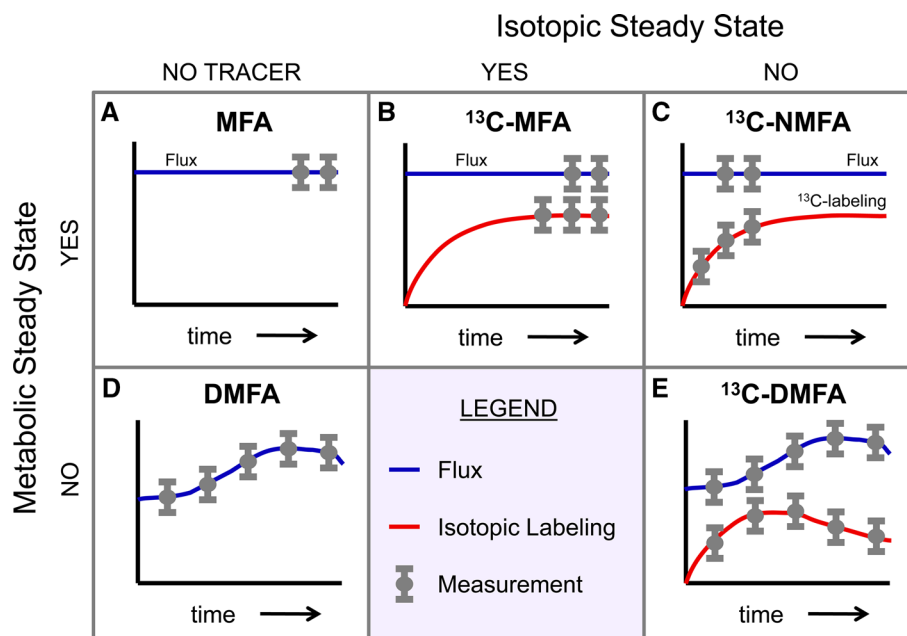 Isotopic Steady State
NO TRACER
YES
NO
Metabolic Steady State
YES
NO
A
MFA
Flux
time
B
¹³C-MFA
Flux
time
C
¹³C-NMFA
Flux
¹³C-labeling
time
D
DMFA
time
LEGEND
Flux
Isotopic Labeling
Measurement
E
¹³C-DMFA
time